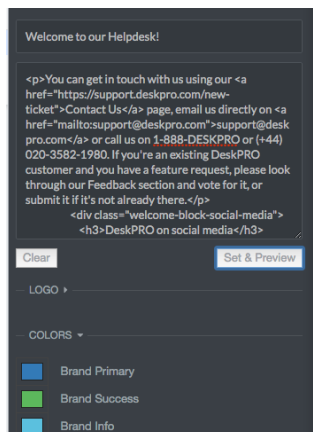 Welcome to our Helpdesk!
<p>You can get in touch with us using our <a
href="https://support.deskpro.com/new-
ticket">Contact Us</a> page, email us directly on <a
href="mailto:support@deskpro.com">support@desk
pro.com</a> or call us on 1-888-DESKPRO or (+44)
020-3582-1980. If you're an existing DeskPRO
customer and you have a feature request, please look
through our Feedback section and vote for it, or
submit it if it's not already there.</p>
<div class="welcome-block-social-media">
<h3>DeskPRO on social media</h3>
Clear
Set & Preview
LOGO
COLORS
Brand Primary
Brand Success
Brand Info